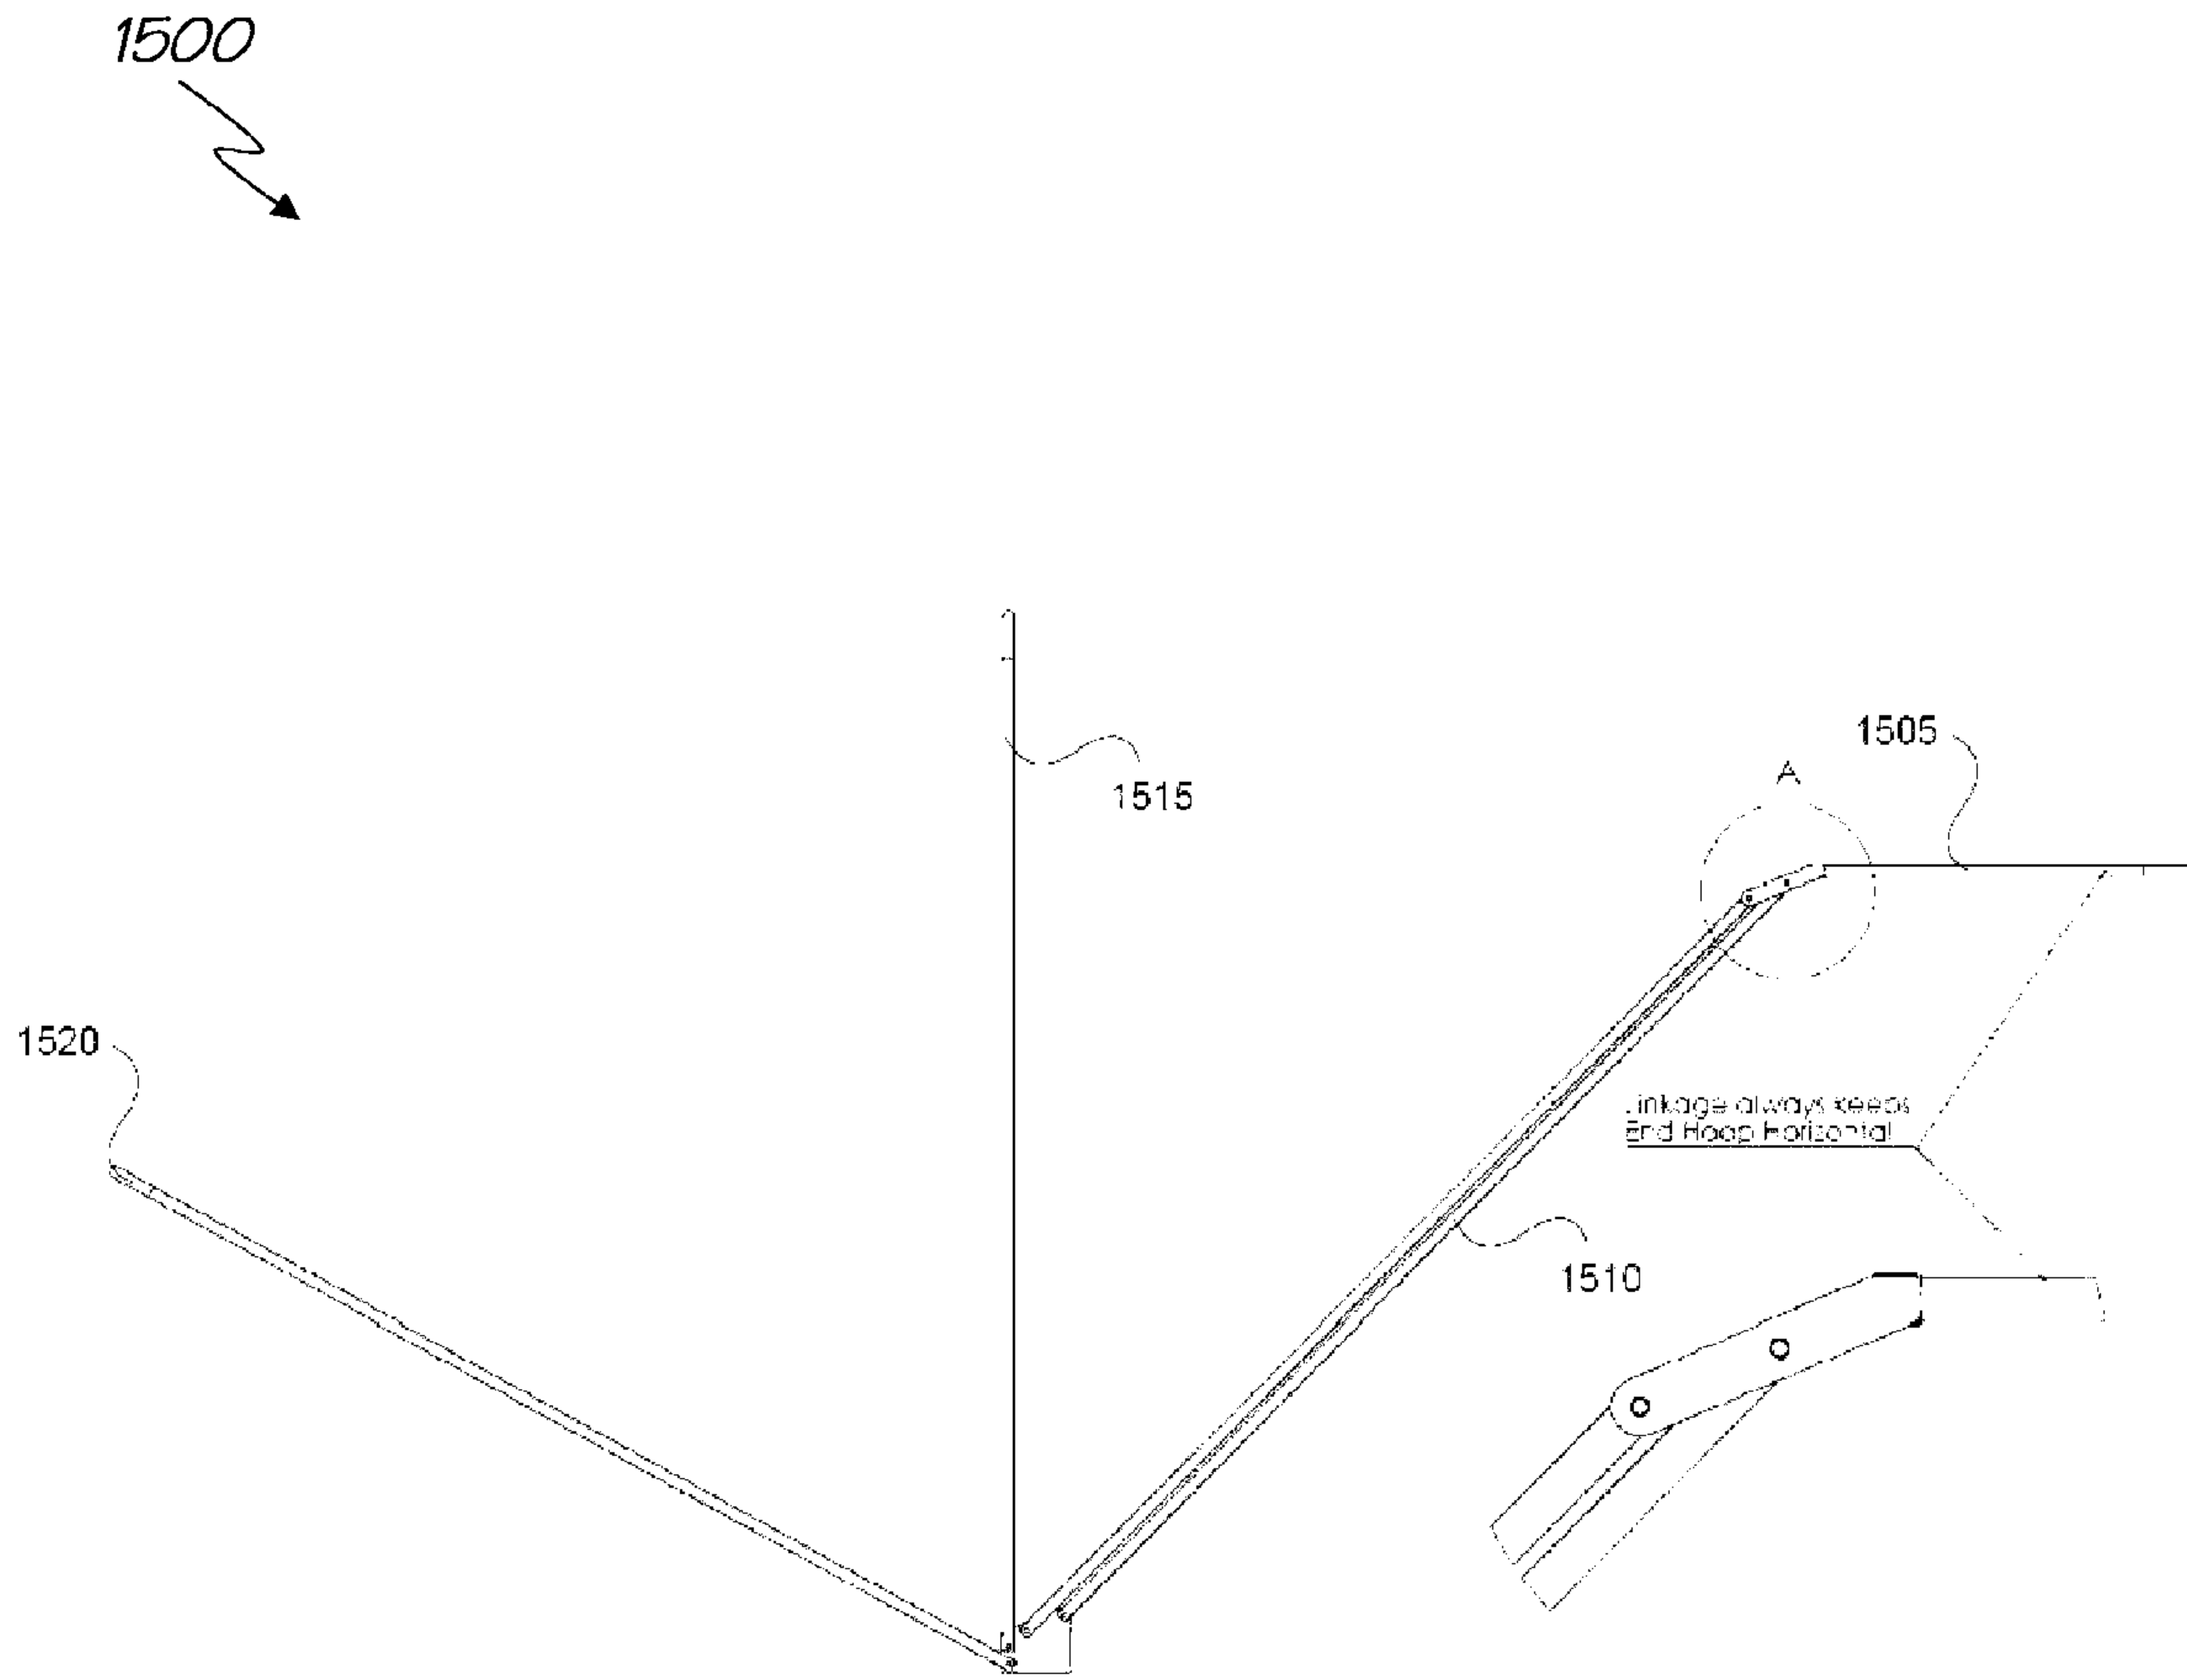 1500
1505
A
1515
1520
Linkage always keeps
End Hoop Horizontal
1510